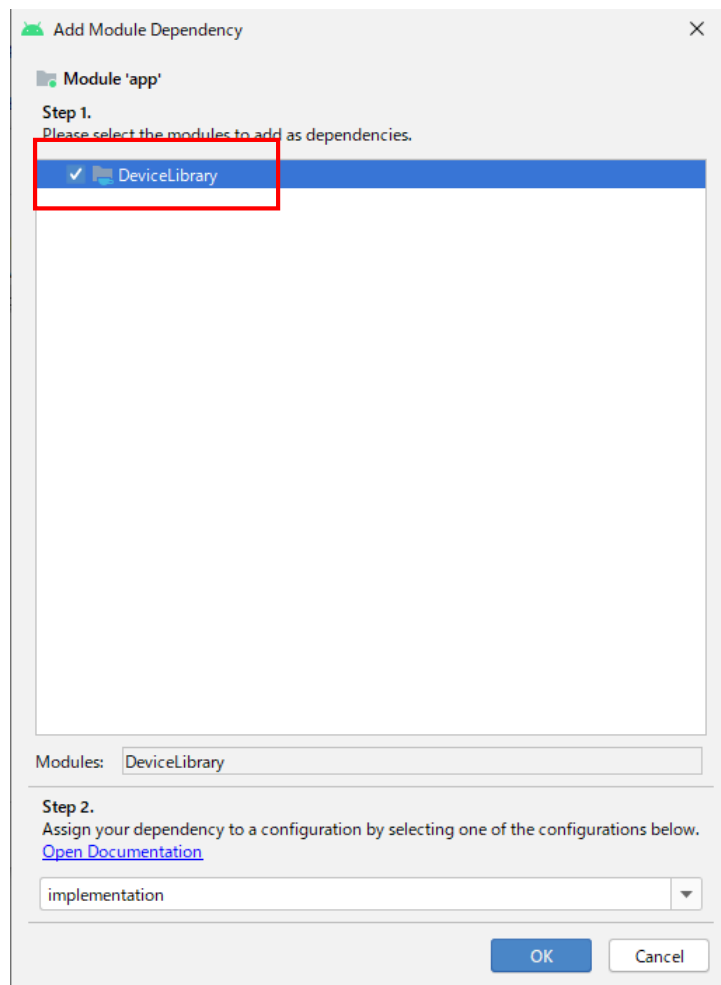 Add Module Dependency
Module 'app'
Step 1.
Please select the modules to add as dependencies.
DeviceLibrary
Modules: DeviceLibrary
Step 2.
Assign your dependency to a configuration by selecting one of the configurations below.
Open Documentation
implementation
OK Cancel